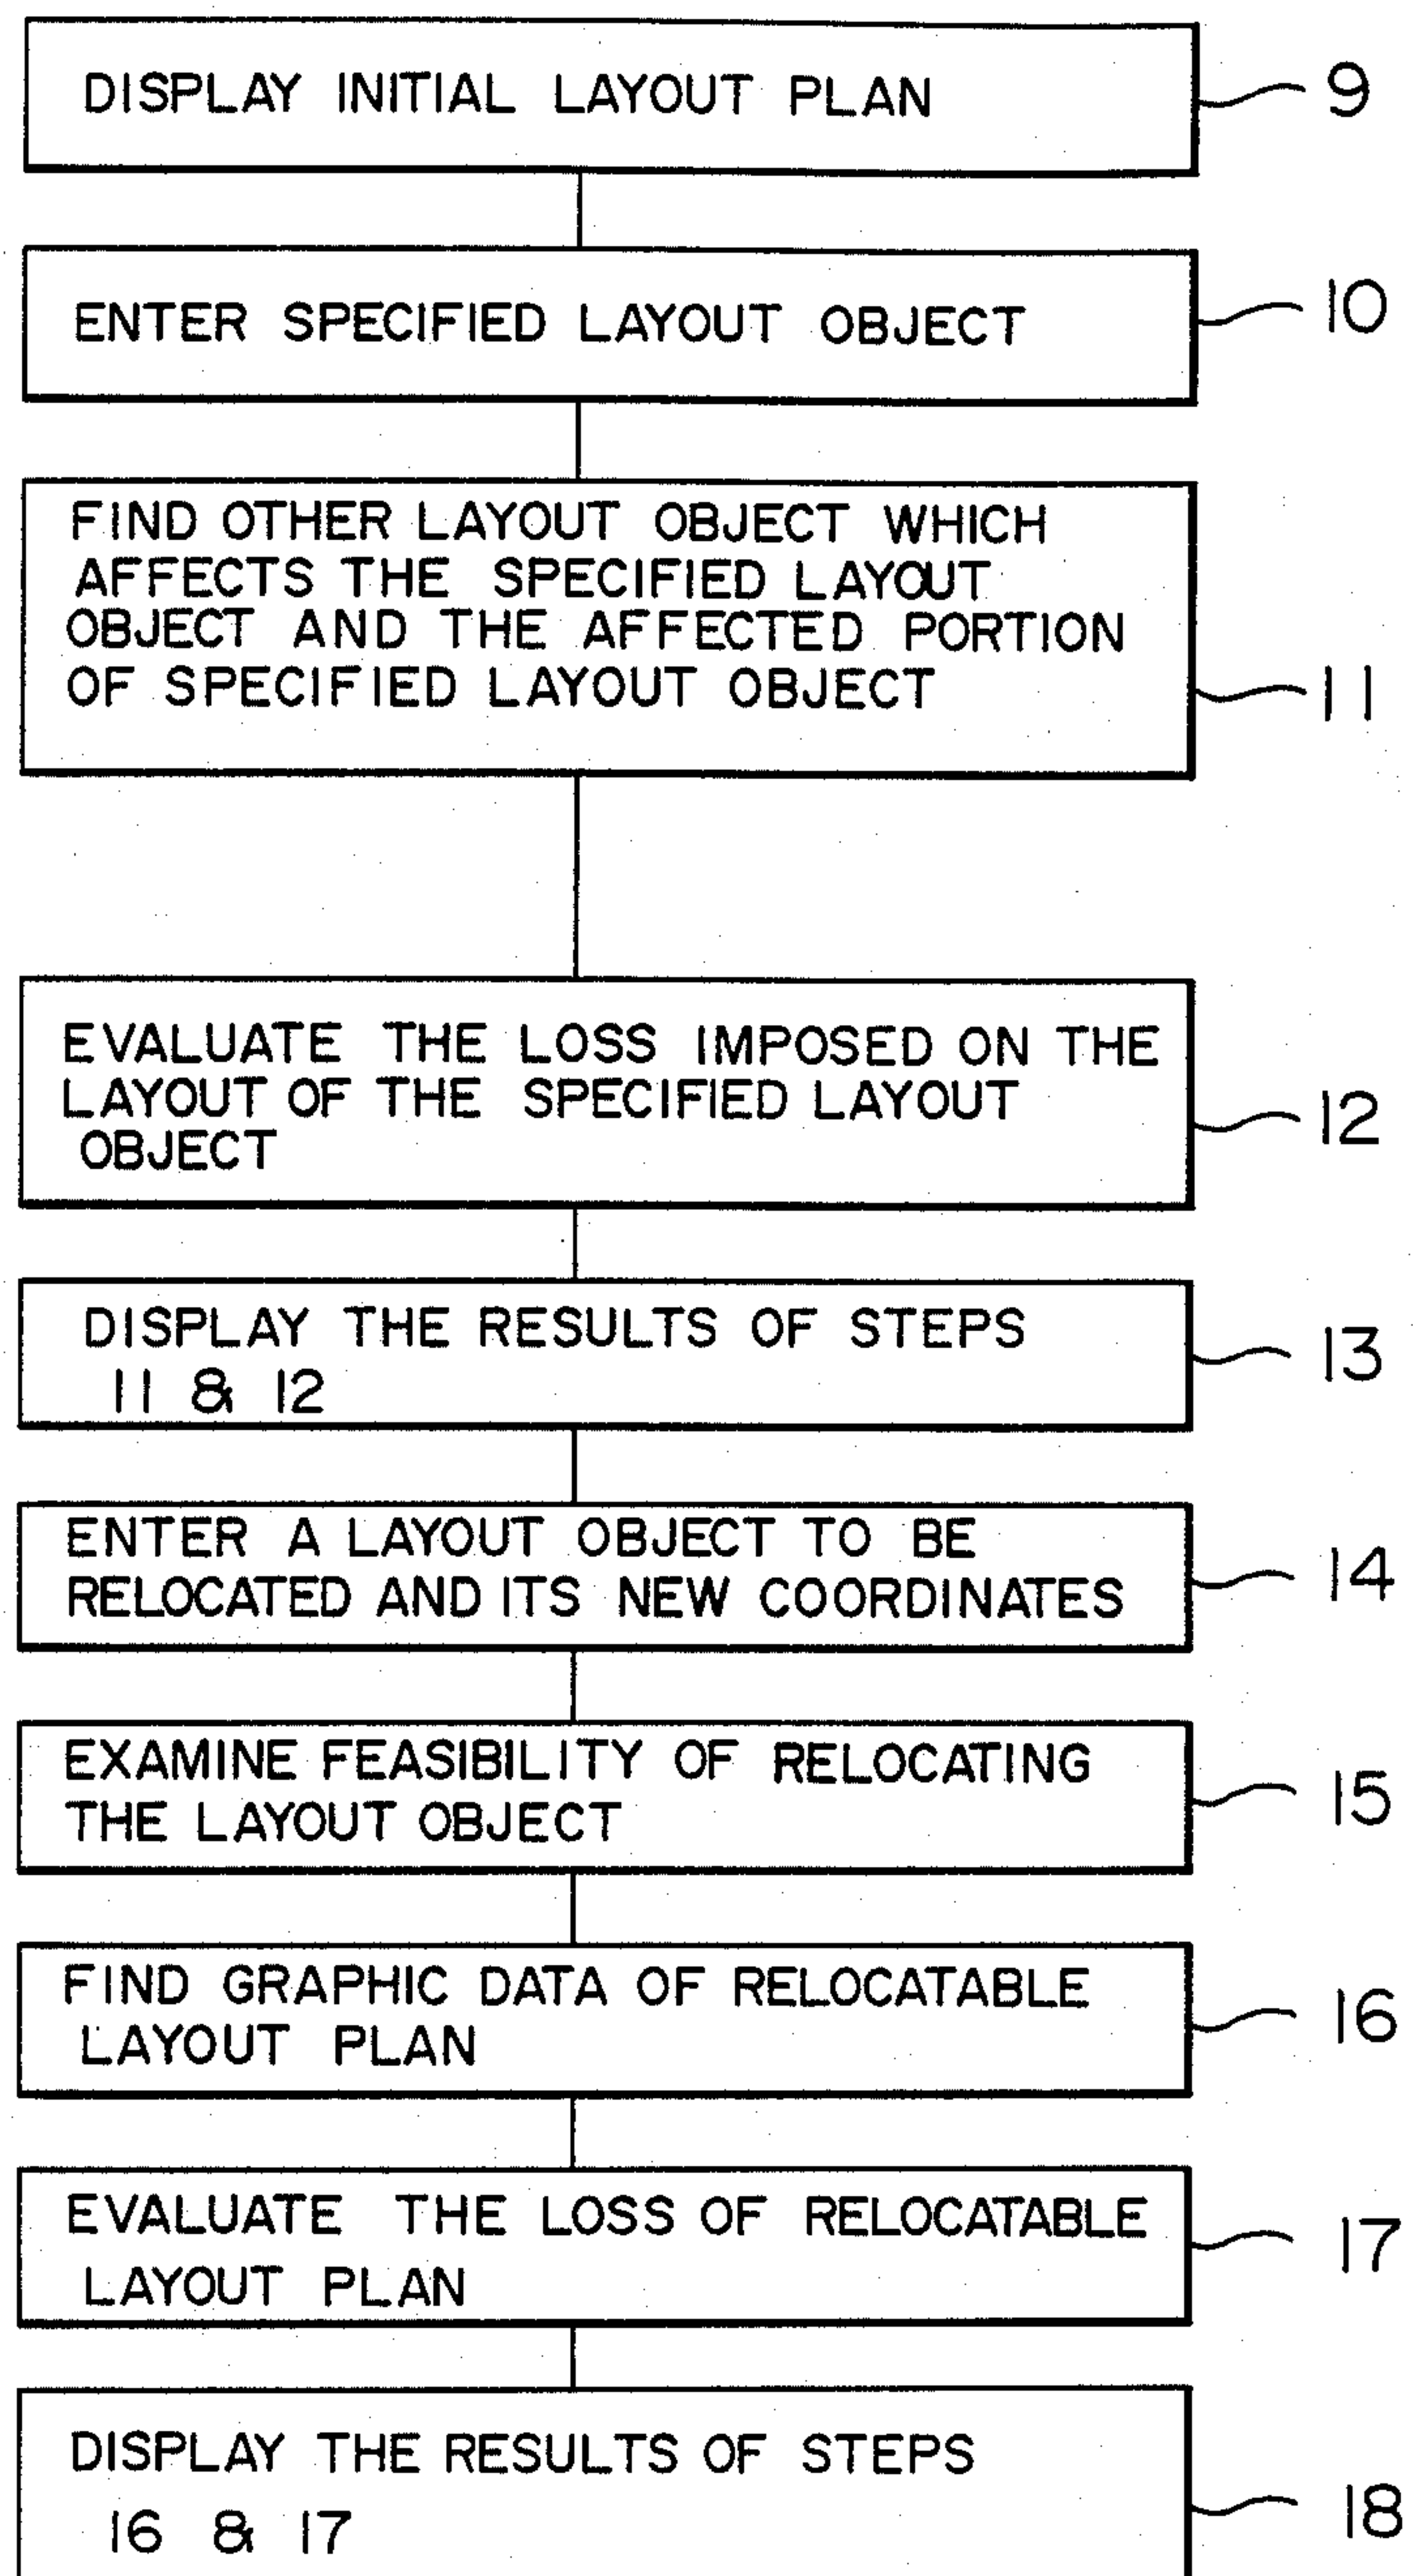 DISPLAY INITIAL LAYOUT PLAN
9
ENTER SPECIFIED LAYOUT OBJECT
10
FIND OTHER LAYOUT OBJECT WHICH
AFFECTS THE SPECIFIED LAYOUT
OBJECT AND THE AFFECTED PORTION
OF SPECIFIED LAYOUT OBJECT
11
EVALUATE THE LOSS IMPOSED ON THE
LAYOUT OF THE SPECIFIED LAYOUT
OBJECT
12
DISPLAY THE RESULTS OF STEPS
11 & 12
13
ENTER A LAYOUT OBJECT TO BE
RELOCATED AND ITS NEW COORDINATES
14
EXAMINE FEASIBILITY OF RELOCATING
THE LAYOUT OBJECT
15
FIND GRAPHIC DATA OF RELOCATABLE
LAYOUT PLAN
16
EVALUATE THE LOSS OF RELOCATABLE
LAYOUT PLAN
17
DISPLAY THE RESULTS OF STEPS
16 & 17
18